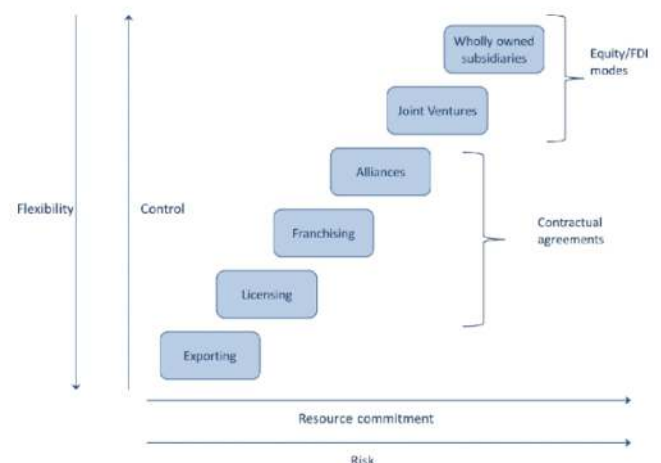 Wholly owned
subsidiaries
Equity/FDI
modes
Joint Ventures
Alliances
Flexibility
Control
Contractual
agreements
Franchising
Licensing
Exporting
Resource commitment
Risk